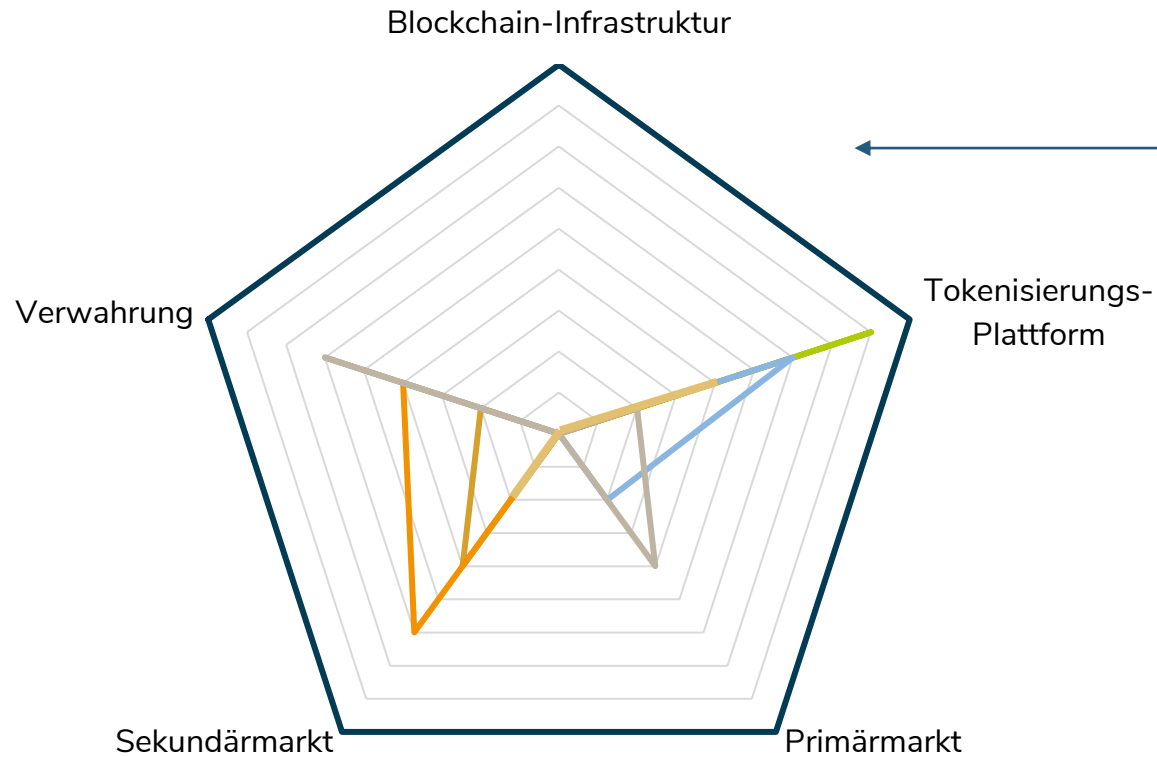 Blockchain-Infrastruktur
Tokenisierungs-
Plattform
Verwahrung
Sekundärmarkt
Primärmarkt